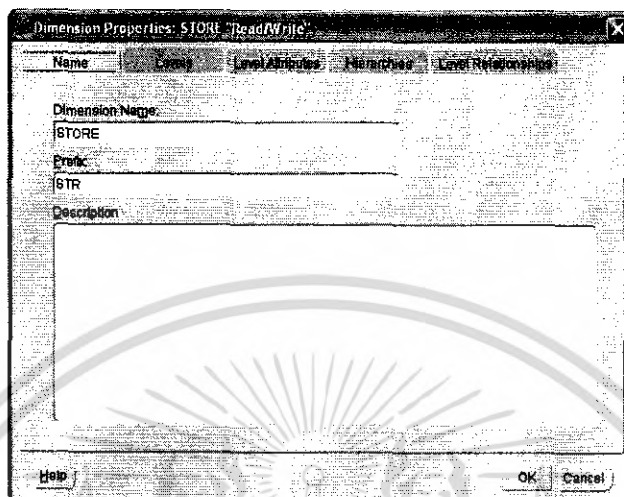 Dimension Properties: STORE "Read/Write"
Name Levels Level Attributes Hierarchies Level Relationships
Dimension Name:
STORE
Prefix:
STR
Description
Help OK Cancel